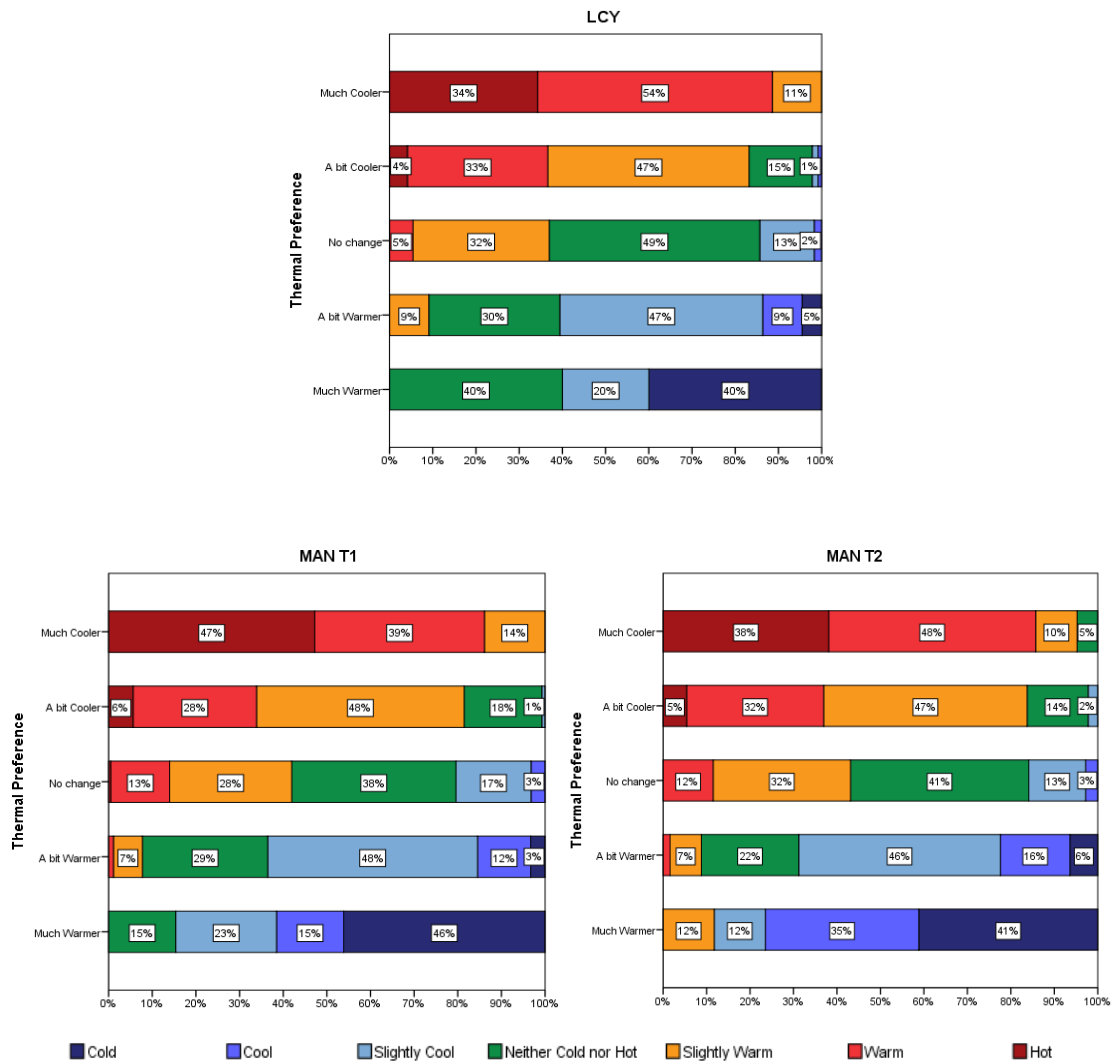 LCY
Thermal Preference
Much Cooler
34% 54% 11%
A bit Cooler
4% 33% 47% 15% 1%
No change
5% 32% 49% 13% 2%
A bit Warmer
9% 30% 47% 9% 5%
Much Warmer
40% 20% 40%
0% 10% 20% 30% 40% 50% 60% 70% 80% 90% 100%
MAN T1
Thermal Preference
Much Cooler
47% 39% 14%
A bit Cooler
6% 28% 48% 18% 1%
No change
13% 28% 38% 17% 3%
A bit Warmer
7% 29% 48% 12% 3%
Much Warmer
15% 23% 15% 46%
0% 10% 20% 30% 40% 50% 60% 70% 80% 90% 100%
MAN T2
Thermal Preference
Much Cooler
38% 48% 10% 5%
A bit Cooler
5% 32% 47% 14% 2%
No change
12% 32% 41% 13% 3%
A bit Warmer
7% 22% 46% 16% 6%
Much Warmer
12% 12% 35% 41%
0% 10% 20% 30% 40% 50% 60% 70% 80% 90% 100%
Cold Cool Slightly Cool Neither Cold nor Hot Slightly Warm Warm Hot